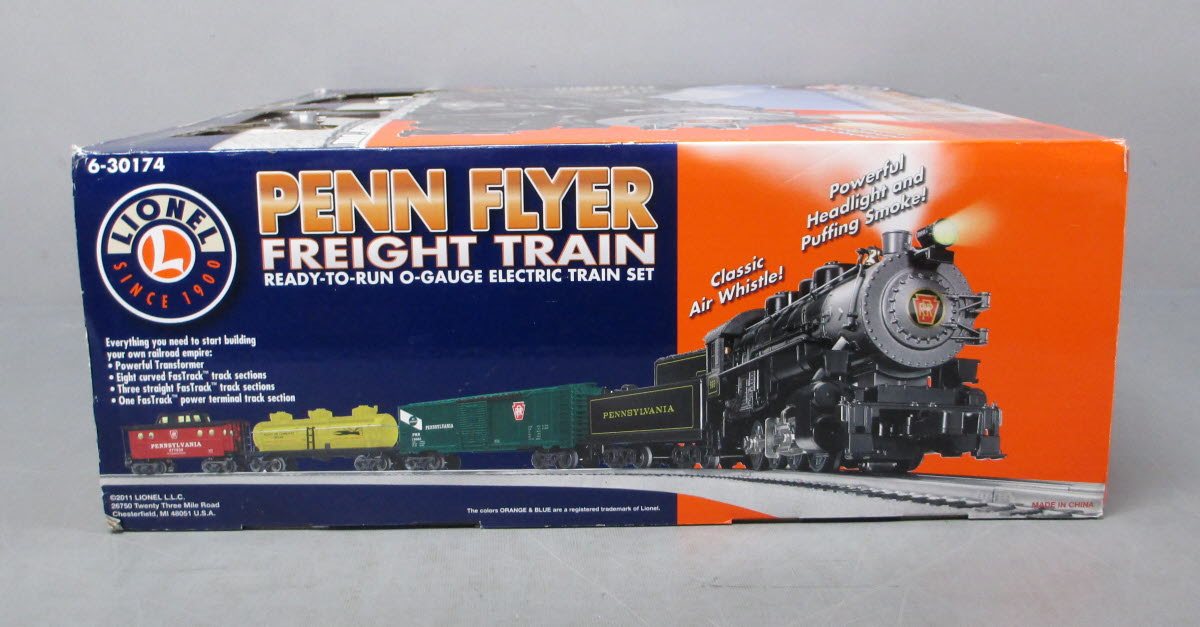 6-30174
LIONEL
L
SINCE 1900
PENN FLYER
FREIGHT TRAIN
READY-TO-RUN O-GAUGE ELECTRIC TRAIN SET
Powerful
Headlight and
Puffing Smoke!
Classic
Air Whistle!
Everything you need to start building
your own railroad empire:
• Powerful Transformer
• Eight curved FasTrack™ track sections
• Three straight FasTrack™ track sections
• One FasTrack™ power terminal track section
PENNSYLVANIA
PENNSYLVANIA
PENNSYLVANIA
PRR
©2011 LIONEL L.L.C.
26750 Twenty Three Mile Road
Chesterfield, MI 48051 U.S.A.
The colors ORANGE & BLUE are a registered trademark of Lionel.
MADE IN CHINA